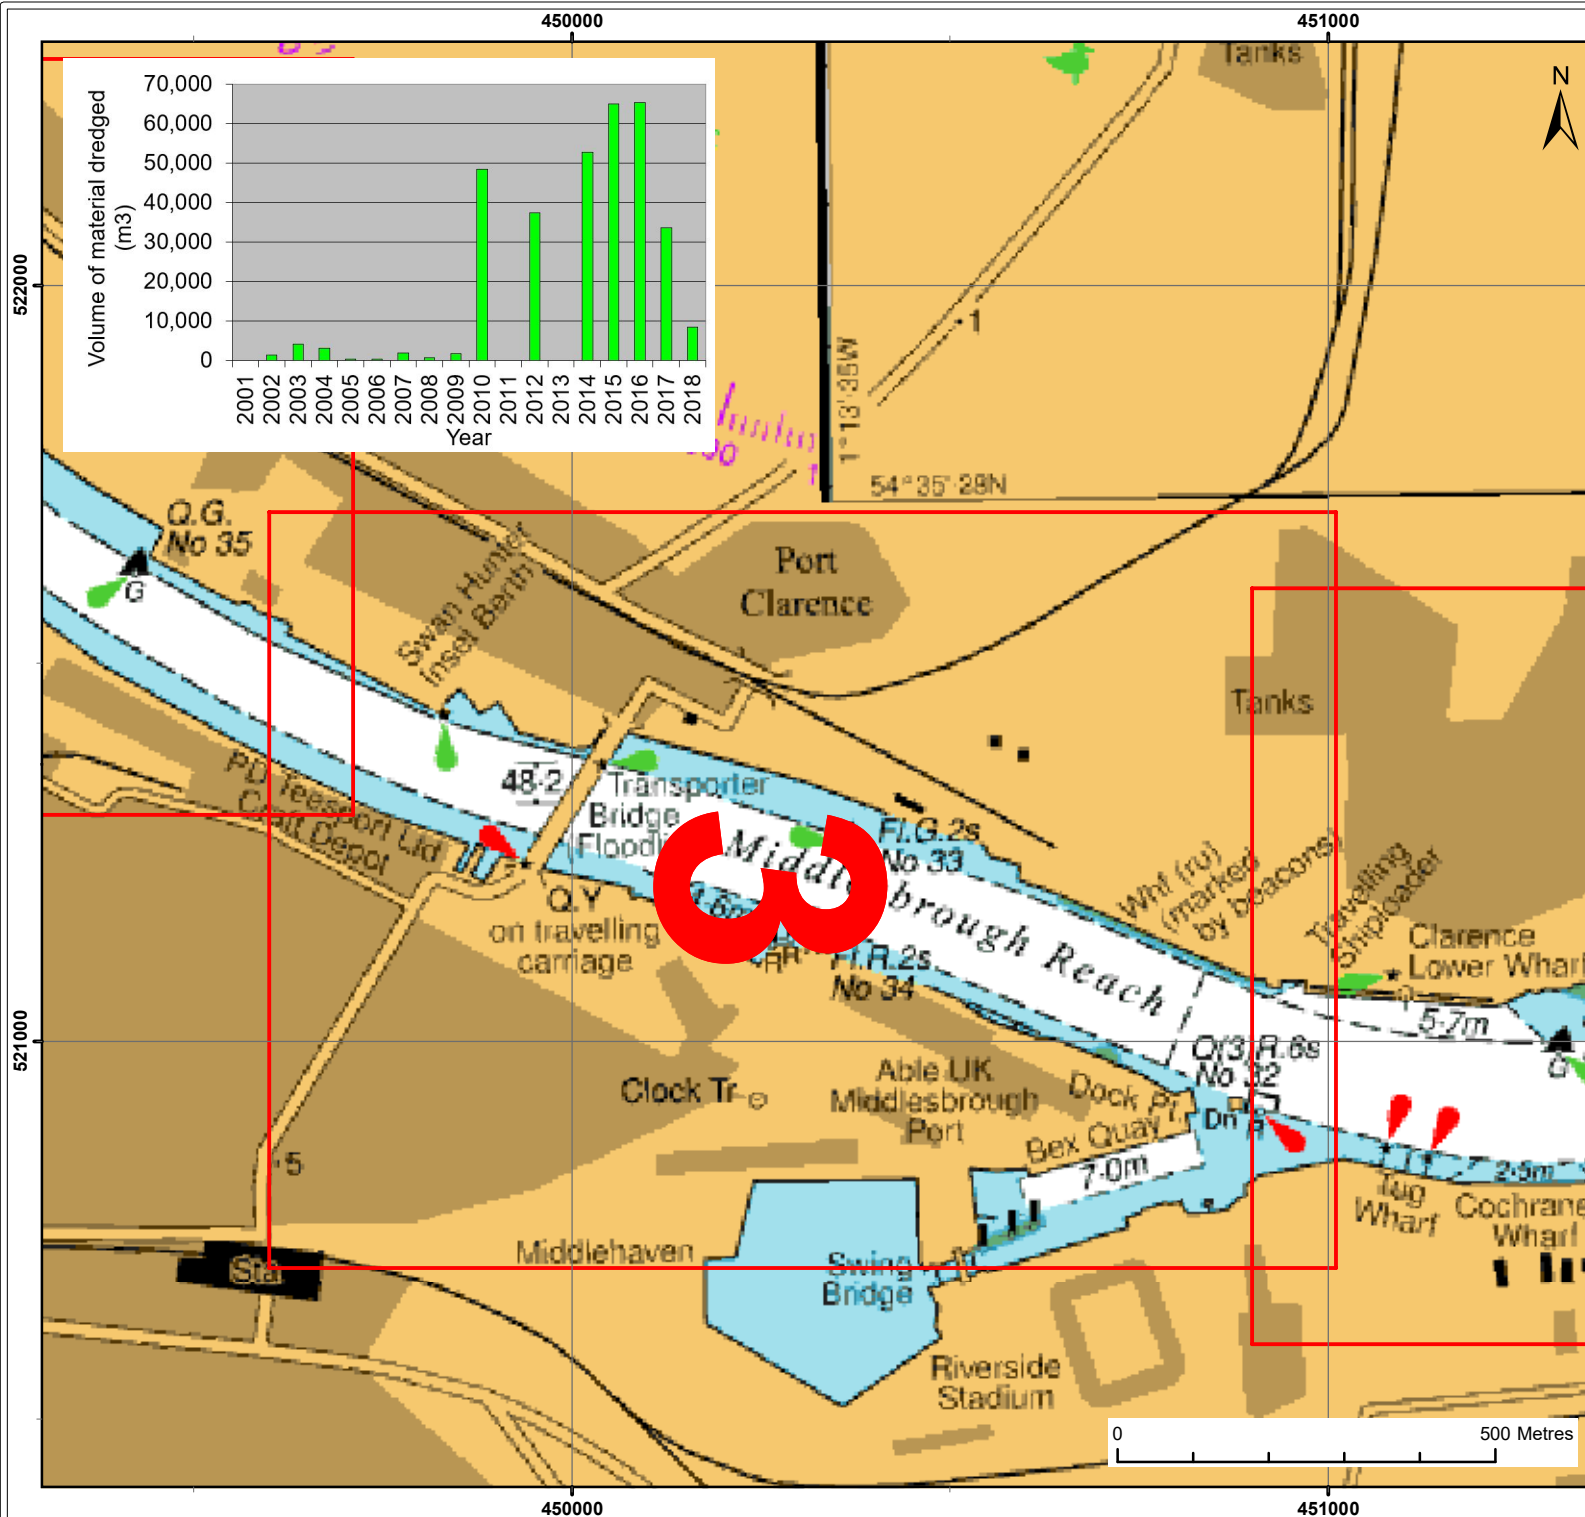 450000
451000
522000
521000
450000
451000
N
Volume of material dredged
(m3)
70,000
60,000
50,000
40,000
30,000
20,000
10,000
0
2001
2002
2003
2004
2005
2006
2007
2008
2009
2010
2011
2012
2013
2014
2015
2016
2017
2018
Year
Tanks
1
1°13'·35W
54°35'·28N
Q.G.
No 35
G
Swan Hunter
Insel Berth
Port
Clarence
Tanks
PD Teesport Ltd
Craft Depot
48·2
Transporter
Bridge
3
Middlesbrough Reach
Fl.G.2s
No 33
Whf (ru)
(marked
by beacons)
Travelling
Shiploader
Clarence
Lower Wharf
5·7m
G
Q.Y
on travelling
carriage
Fl.R.2s
No 34
Q(3)R.6s
No 32
Clock Tr
Able UK
Middlesbrough
Port
Dock Pt
Dn
R
Bex Quay
7·0m
5
2·5m
Tug
Wharf
Cochrane
Wharf
Middlehaven
Sta
Swing
Bridge
Riverside
Stadium
0
500 Metres